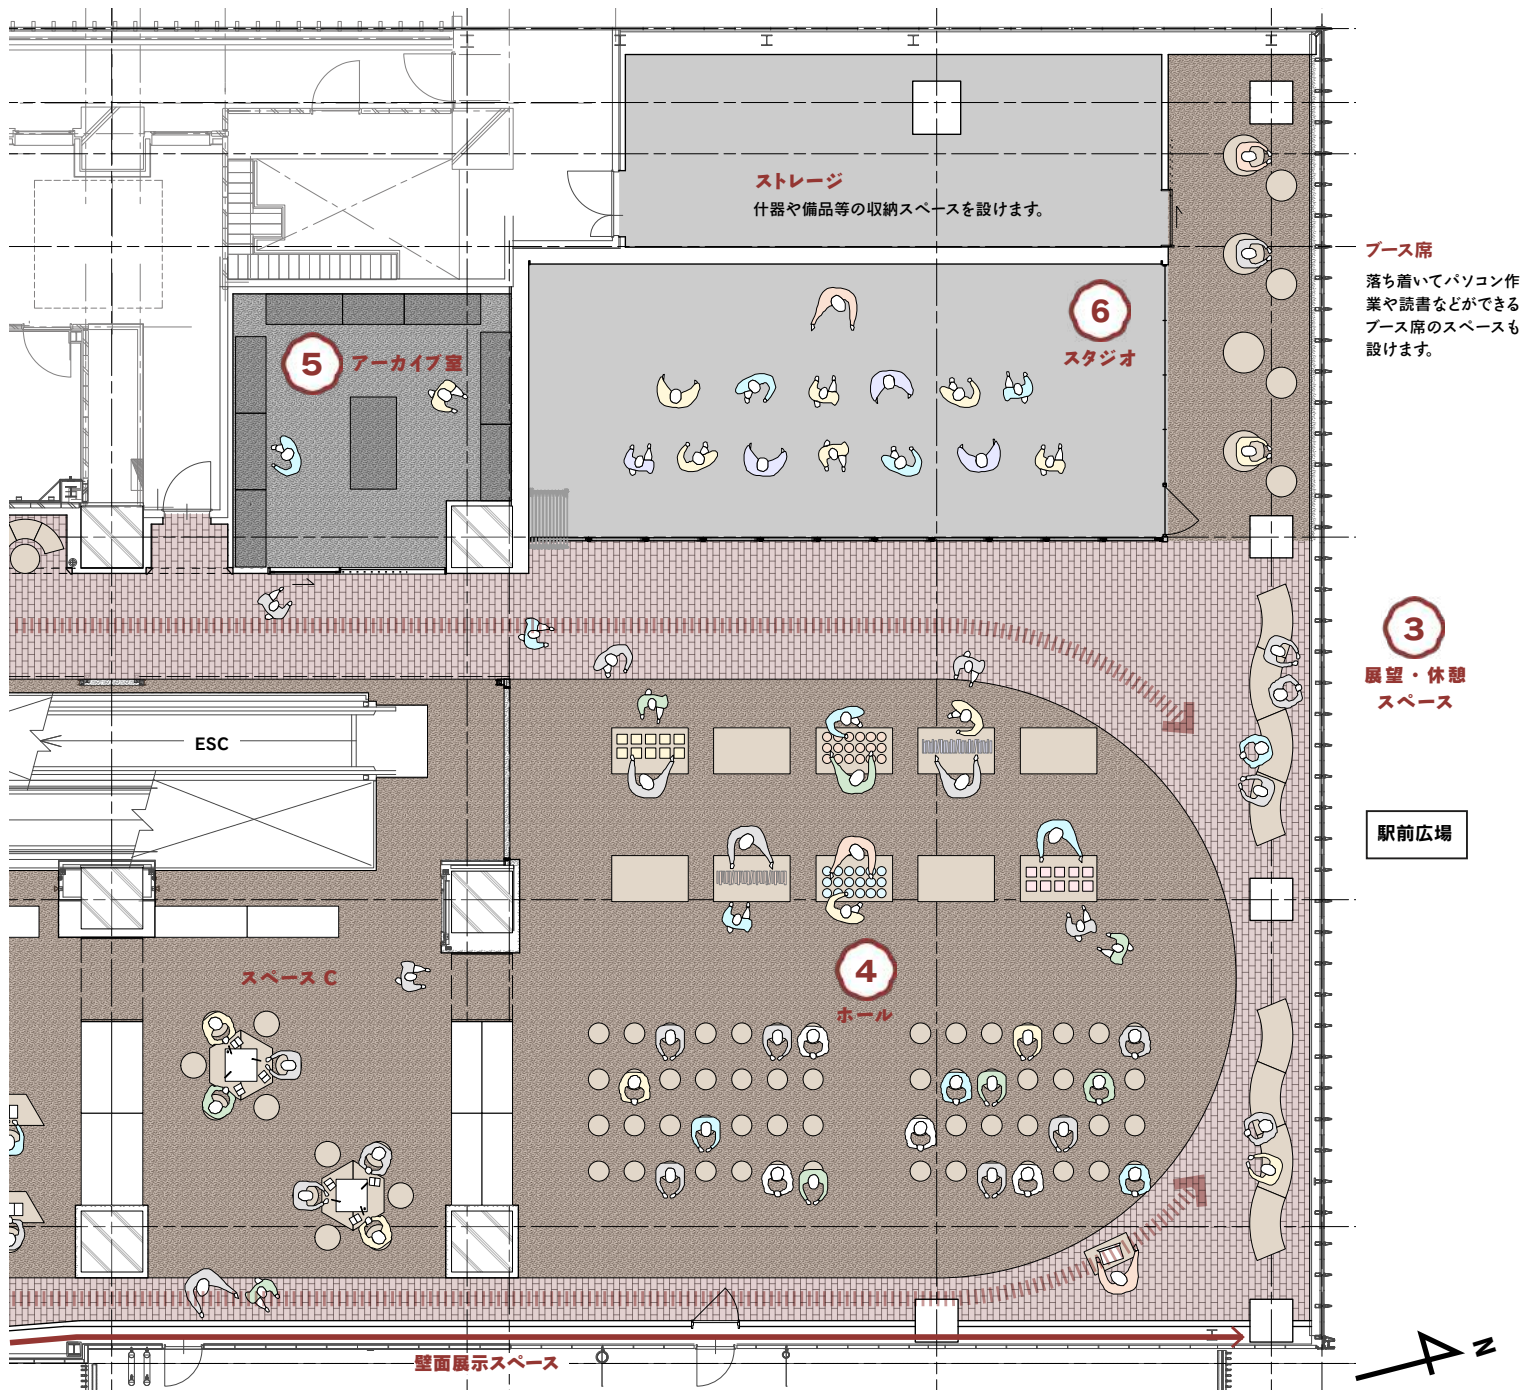 ストレージ
什器や備品等の収納スペースを設けます。
ブース席
落ち着いてパソコン作
業や読書などができる
ブース席のスペースも
設けます。
6
スタジオ
5
アーカイブ室
3
展望・休憩
スペース
ESC
駅前広場
スペース C
4
ホール
壁面展示スペース
N